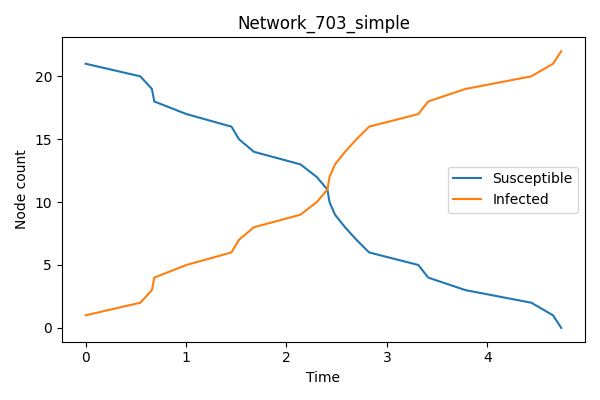 Network_703_simple
Node count
20
15
10
5
0
Susceptible
Infected
0 1 2 3 4
Time